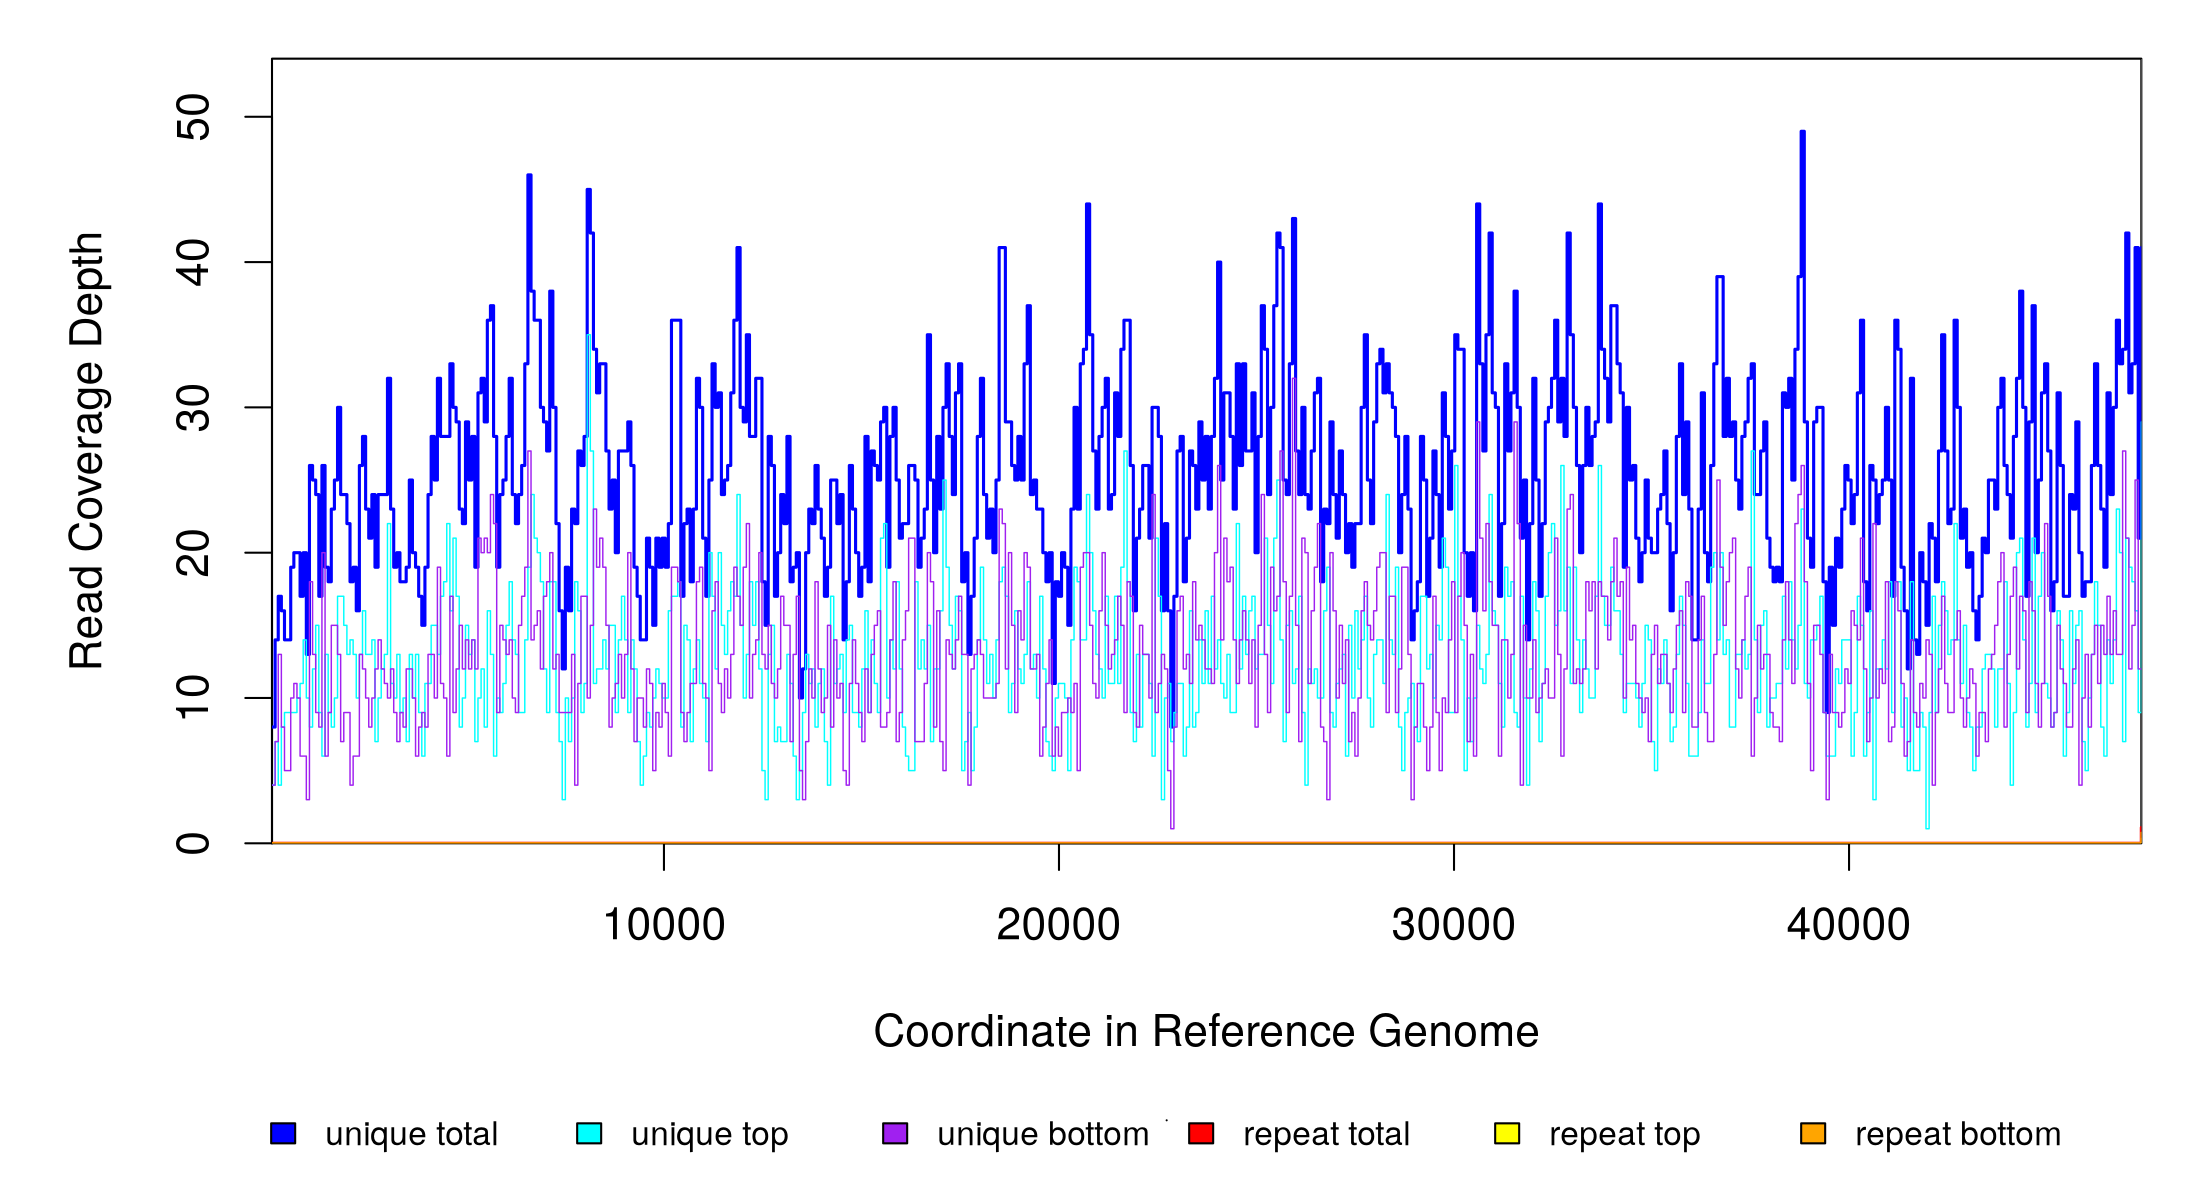 Read Coverage Depth
50
40
30
20
10
0
10000 20000 30000 40000
Coordinate in Reference Genome
unique total unique top unique bottom repeat total repeat top repeat bottom